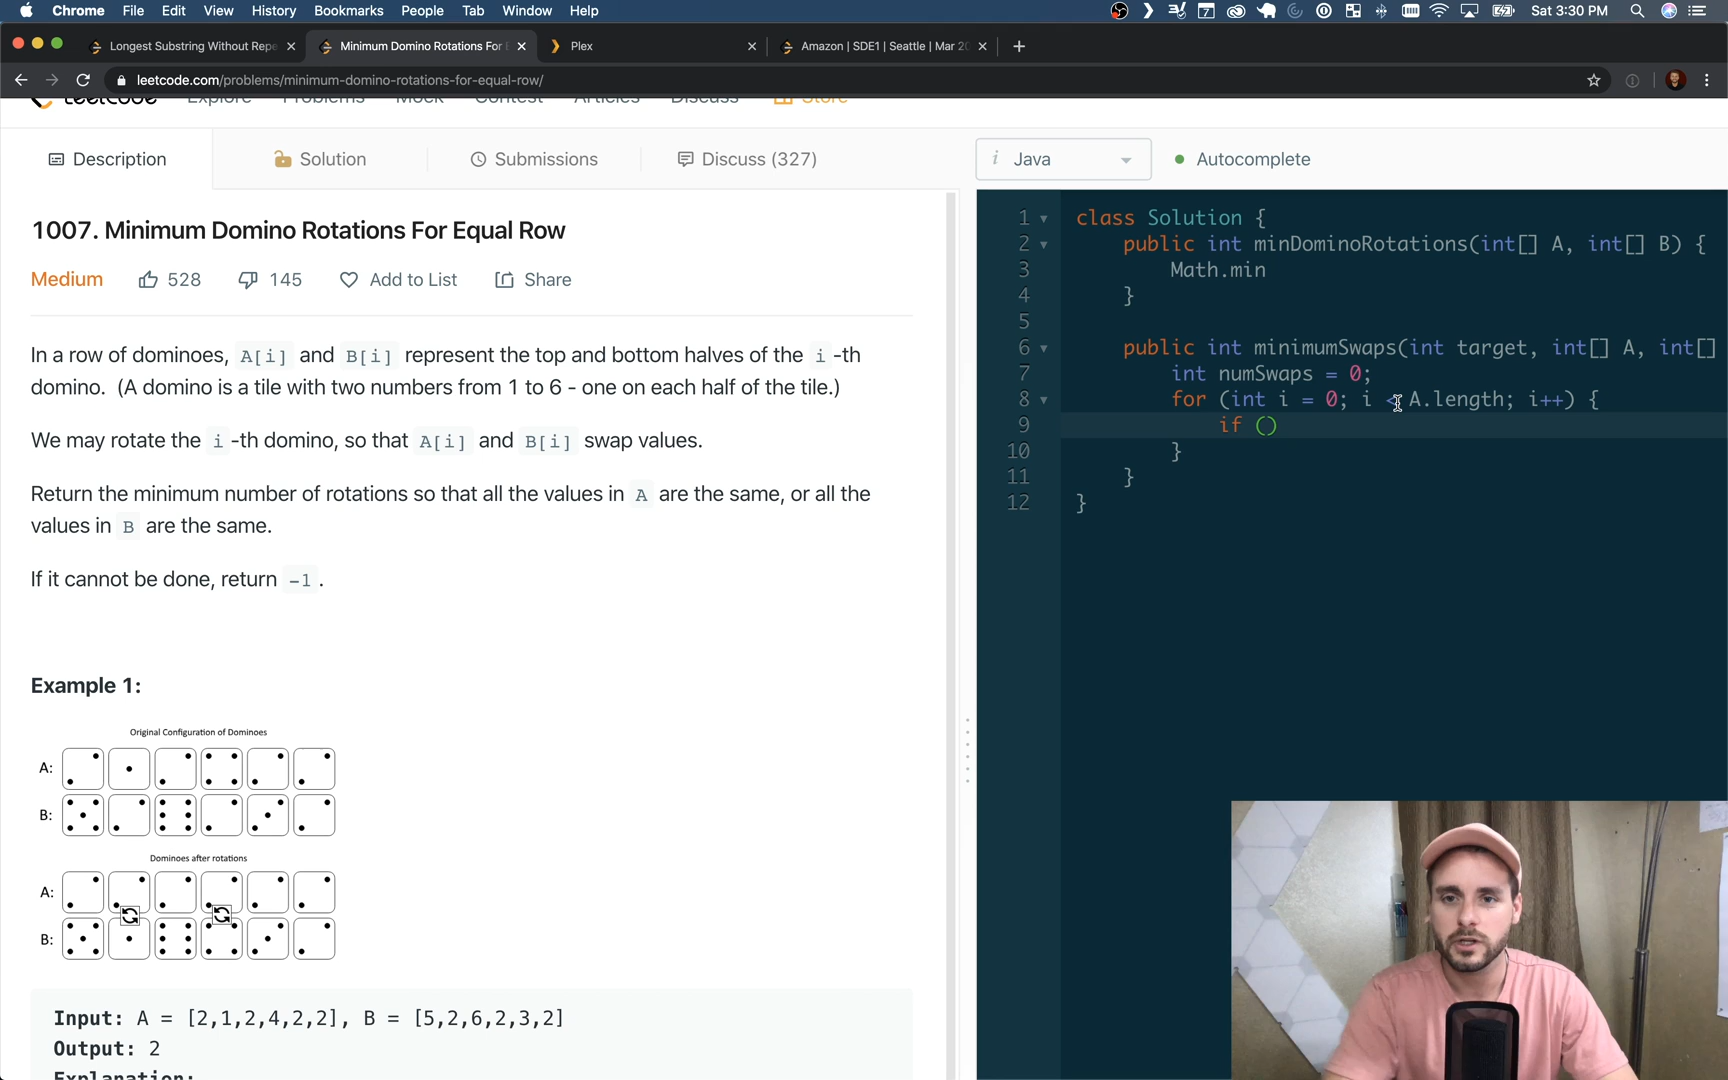 Chrome File Edit View History Bookmarks People Tab Window Help
Sat 3:30 PM
Longest Substring Without Repe
Minimum Domino Rotations For
Plex
Amazon | SDE1 | Seattle | Mar 20
leetcode.com/problems/minimum-domino-rotations-for-equal-row/
LeetCode Explore Problems Mock Contest Articles Discuss Store
Description
Solution
Submissions
Discuss (327)
i Java
Autocomplete
1007. Minimum Domino Rotations For Equal Row
Medium 528 145 Add to List Share
In a row of dominoes, A[i] and B[i] represent the top and bottom halves of the i -th
domino. (A domino is a tile with two numbers from 1 to 6 - one on each half of the tile.)
We may rotate the i -th domino, so that A[i] and B[i] swap values.
Return the minimum number of rotations so that all the values in A are the same, or all the
values in B are the same.
If it cannot be done, return -1 .
Example 1:
Original Configuration of Dominoes
A:
B:
Dominoes after rotations
A:
B:
Input: A = [2,1,2,4,2,2], B = [5,2,6,2,3,2]
Output: 2
Explanation:
1 class Solution {
2 public int minDominoRotations(int[] A, int[] B) {
3 Math.min
4 }
5
6 public int minimumSwaps(int target, int[] A, int[]
7 int numSwaps = 0;
8 for (int i = 0; i < A.length; i++) {
9 if ()
10 }
11 }
12 }